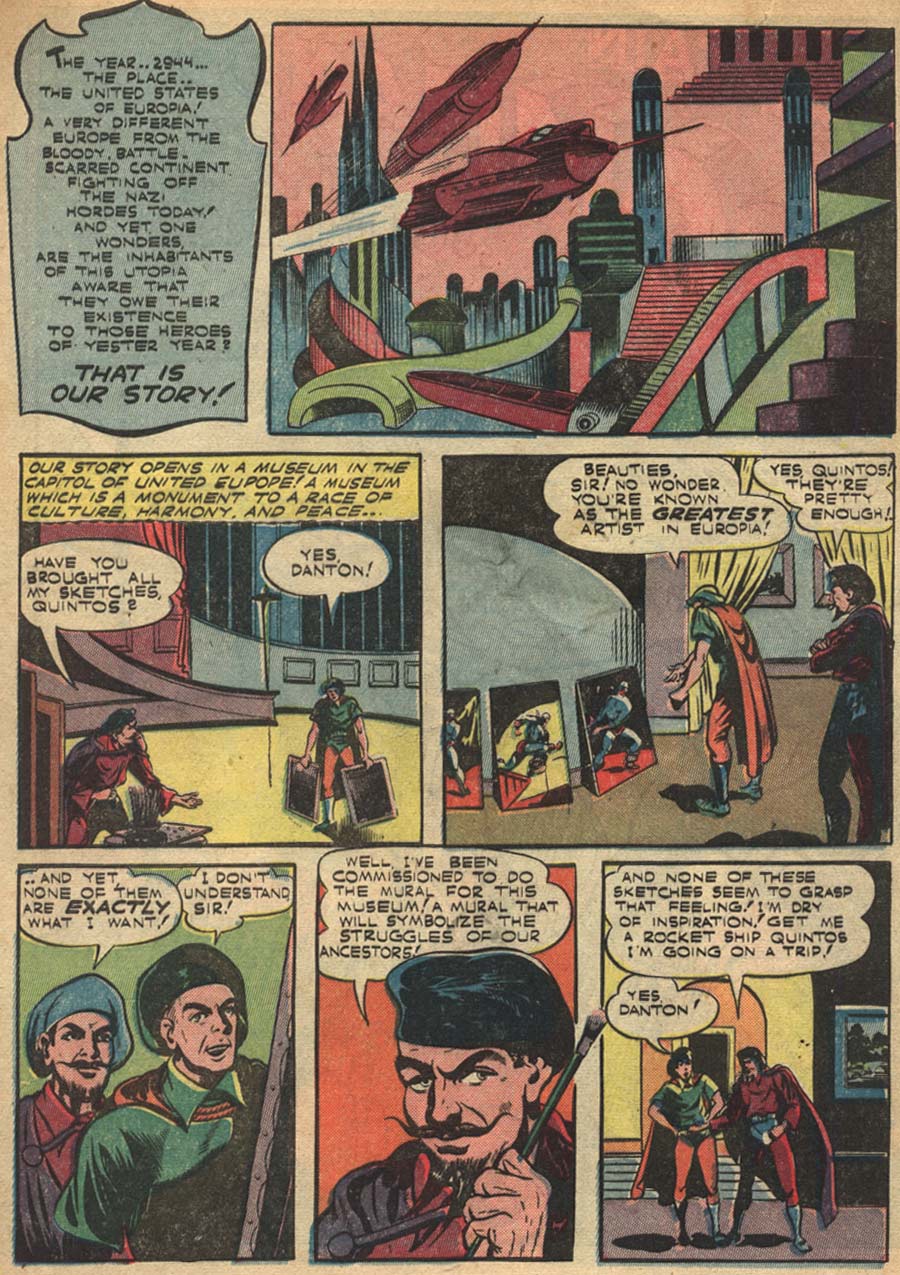 THE YEAR.. 2944...
THE PLACE..
THE UNITED STATES
OF EUROPIA!
A VERY DIFFERENT
EUROPE FROM THE
BLOODY, BATTLE-
SCARRED CONTINENT
FIGHTING OFF
THE NAZI
HORDES TODAY!
AND YET ONE
WONDERS,
ARE THE INHABITANTS
OF THIS UTOPIA
AWARE THAT
THEY OWE THEIR
EXISTENCE
TO THOSE HEROES
OF YESTER YEAR?
THAT IS
OUR STORY!
OUR STORY OPENS IN A MUSEUM IN THE
CAPITOL OF UNITED EUROPE! A MUSEUM
WHICH IS A MONUMENT TO A RACE OF
CULTURE, HARMONY, AND PEACE...
HAVE YOU
BROUGHT ALL
MY SKETCHES,
QUINTOS?
YES,
DANTON!
BEAUTIES,
SIR! NO WONDER
YOU'RE KNOWN
AS THE GREATEST
ARTIST IN EUROPIA!
YES, QUINTOS!
THEY'RE
PRETTY
ENOUGH!
..AND YET
NONE OF THEM
ARE EXACTLY
WHAT I WANT!
I DON'T
UNDERSTAND,
SIR!
WELL, I'VE BEEN
COMMISSIONED TO DO
THE MURAL FOR THIS
MUSEUM! A MURAL THAT
WILL SYMBOLIZE THE
STRUGGLES OF OUR
ANCESTORS!
AND NONE OF THESE
SKETCHES SEEM TO GRASP
THAT FEELING! I'M DRY
OF INSPIRATION! GET ME
A ROCKET SHIP QUINTOS
I'M GOING ON A TRIP!
YES,
DANTON!